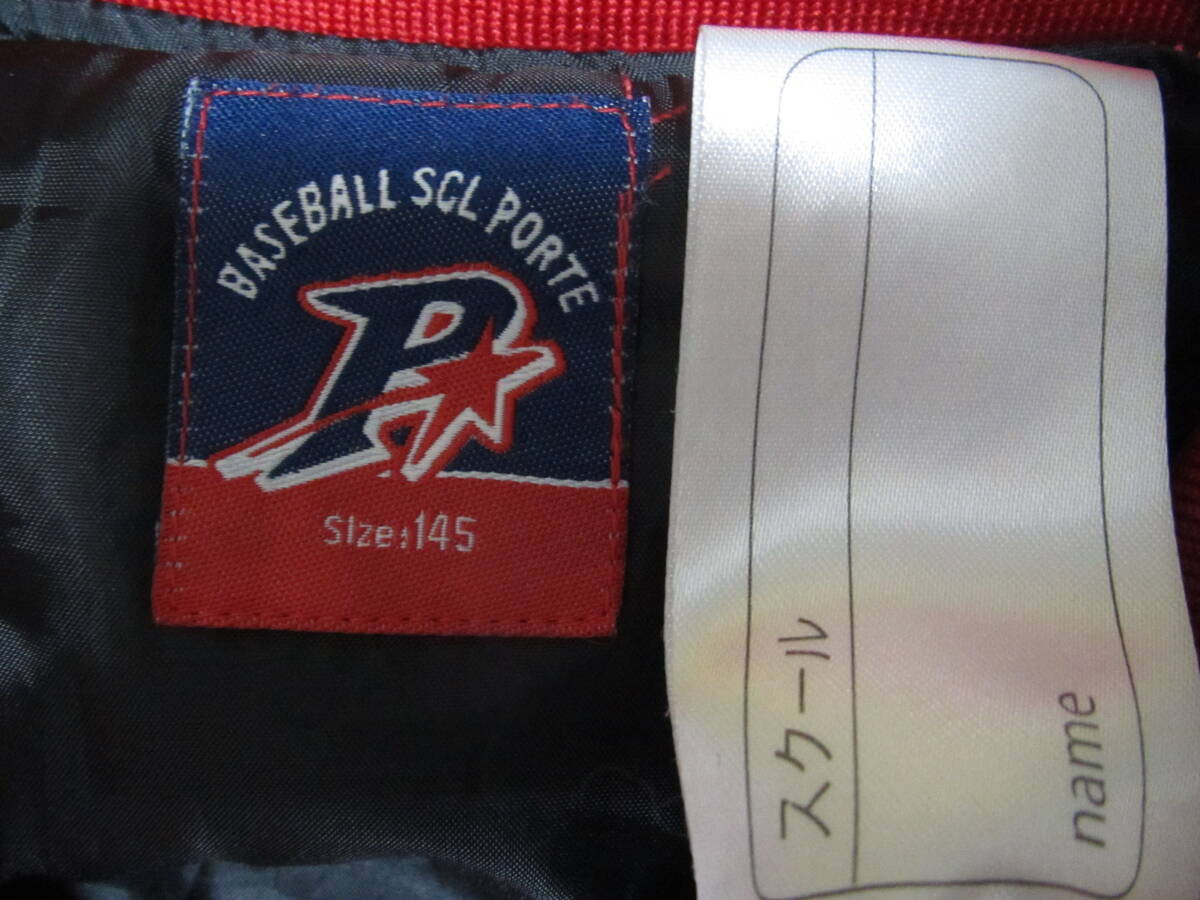 BASEBALL SCL PORTE
P
Size:145
スクール
name